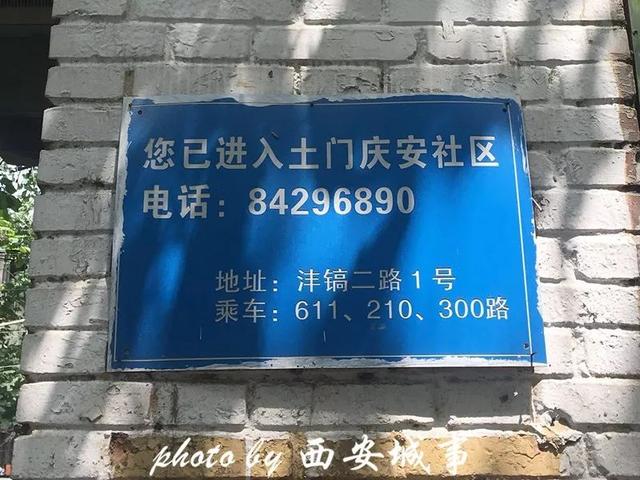 您已进入土门庆安社区
电话：84296890
地址：沣镐二路1号
乘车：611、210、300路
photo by 西安城事